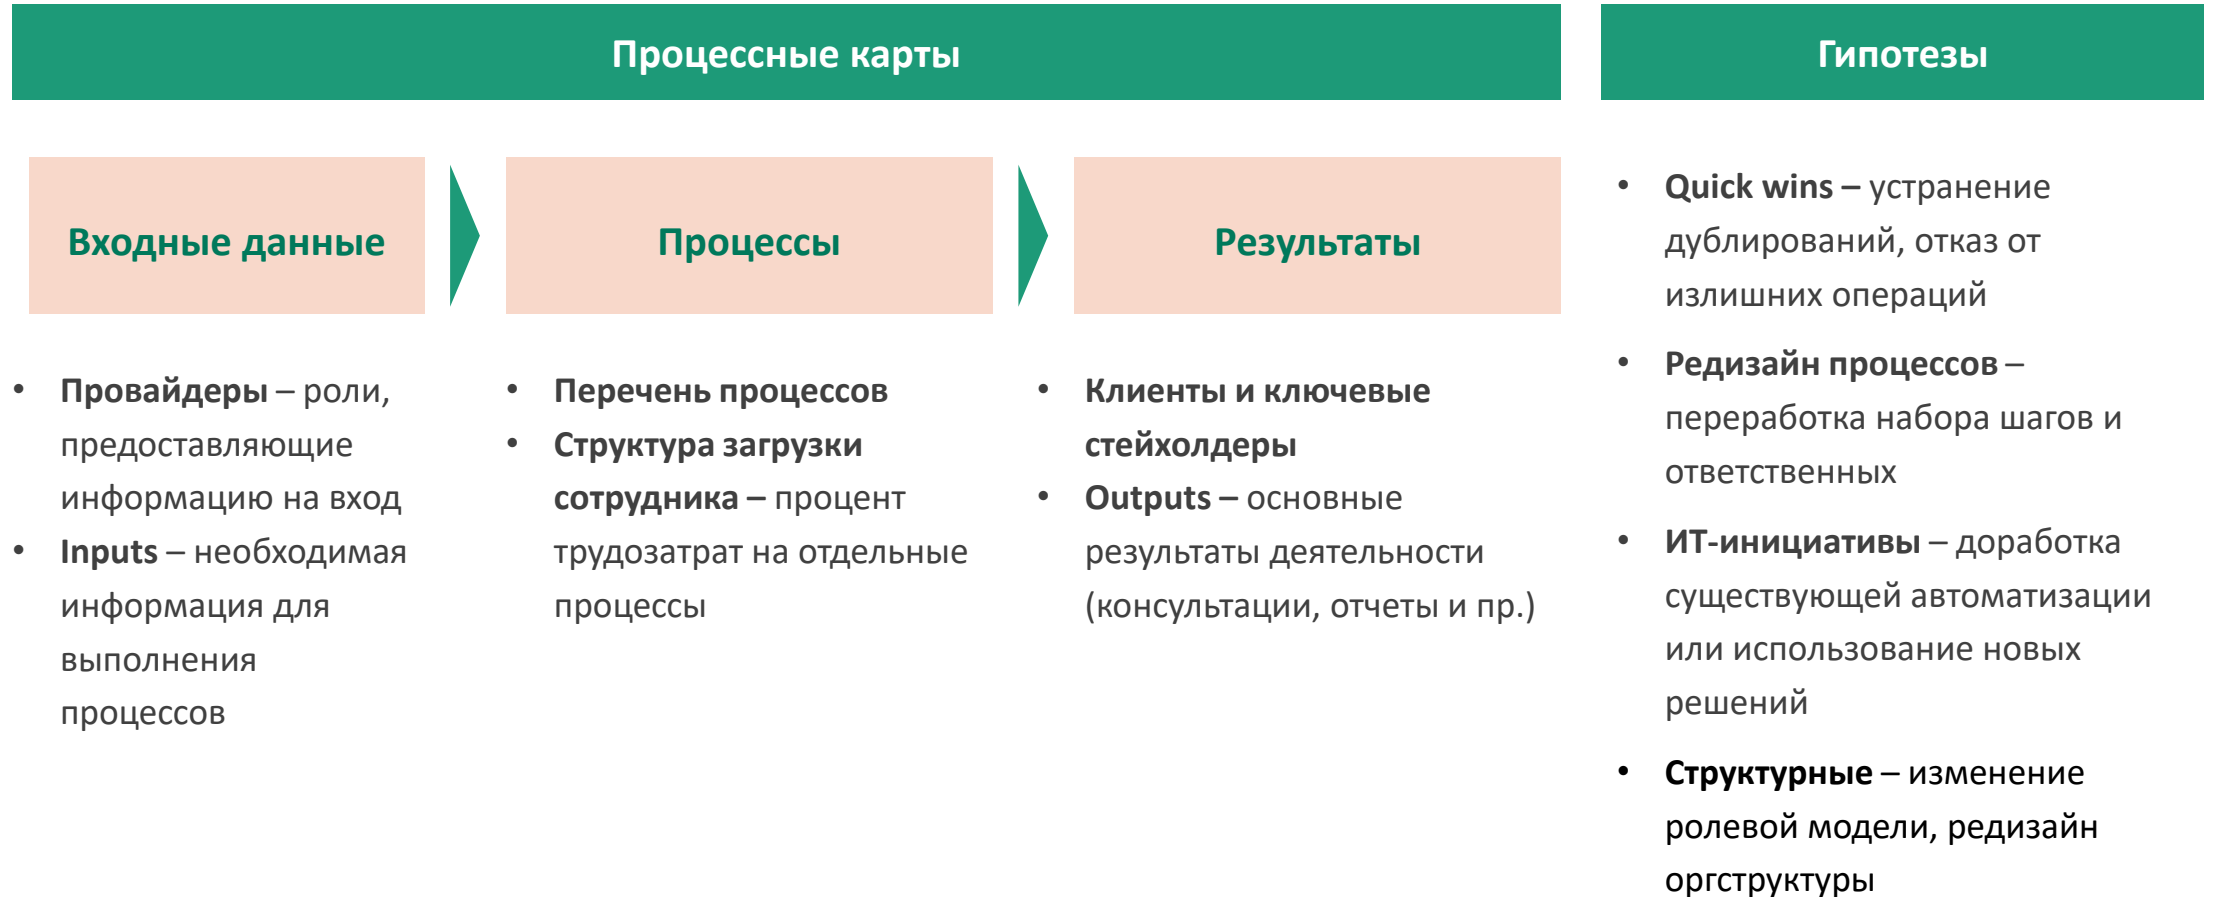 Процессные карты
Гипотезы
Входные данные
Процессы
Результаты
• Провайдеры – роли,
предоставляющие
информацию на вход
• Inputs – необходимая
информация для
выполнения
процессов
• Перечень процессов
• Структура загрузки
сотрудника – процент
трудозатрат на отдельные
процессы
• Клиенты и ключевые
стейхолдеры
• Outputs – основные
результаты деятельности
(консультации, отчеты и пр.)
• Quick wins – устранение
дублирований, отказ от
излишних операций
• Редизайн процессов –
переработка набора шагов и
ответственных
• ИТ-инициативы – доработка
существующей автоматизации
или использование новых
решений
• Структурные – изменение
ролевой модели, редизайн
оргструктуры